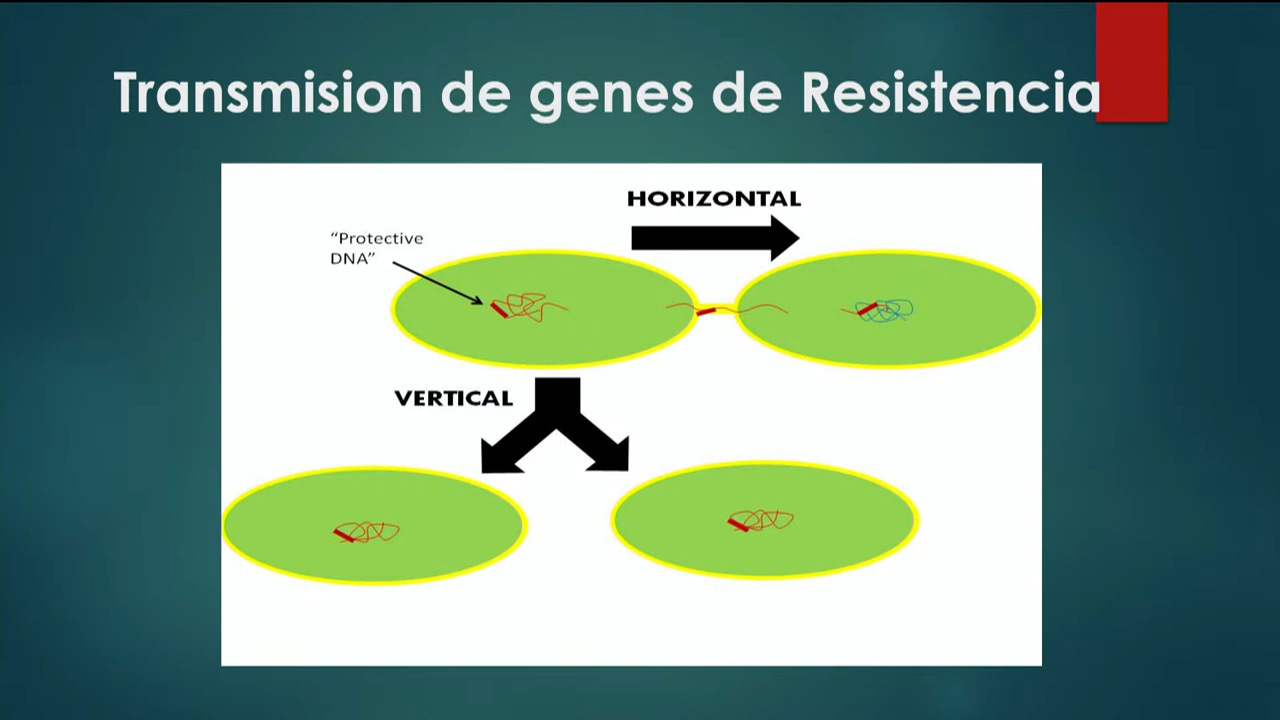 Transmision de genes de Resistencia
HORIZONTAL
“Protective
DNA”
VERTICAL